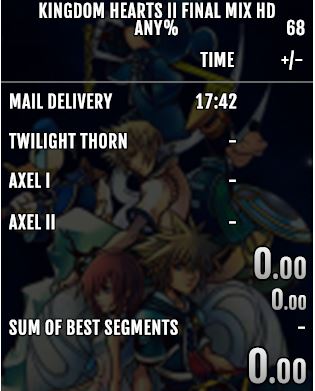 KINGDOM HEARTS II FINAL MIX HD
ANY% 68
TIME +/-
MAIL DELIVERY 17:42
TWILIGHT THORN -
AXEL I -
AXEL II -
0.00
0.00
SUM OF BEST SEGMENTS -
0.00